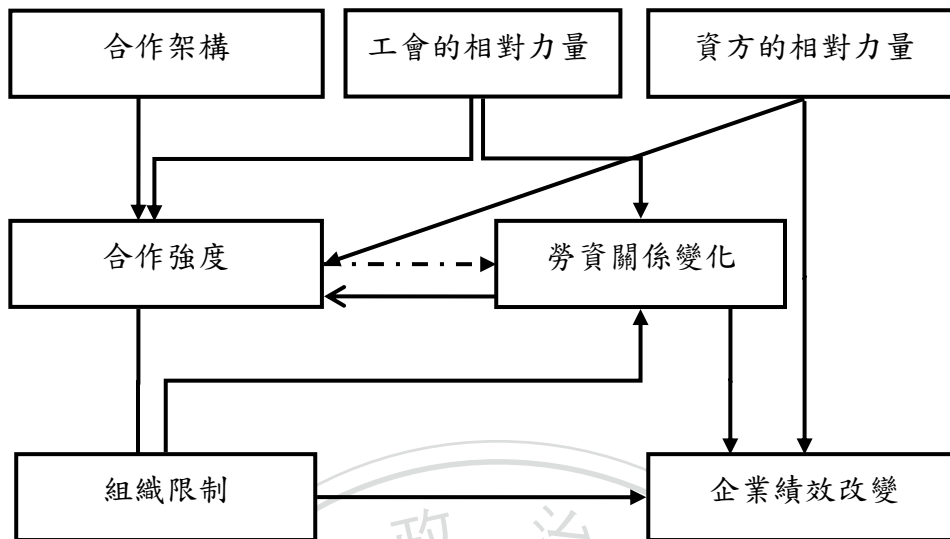 合作架構
工會的相對力量
資方的相對力量
合作強度
勞資關係變化
組織限制
企業績效改變
政 治